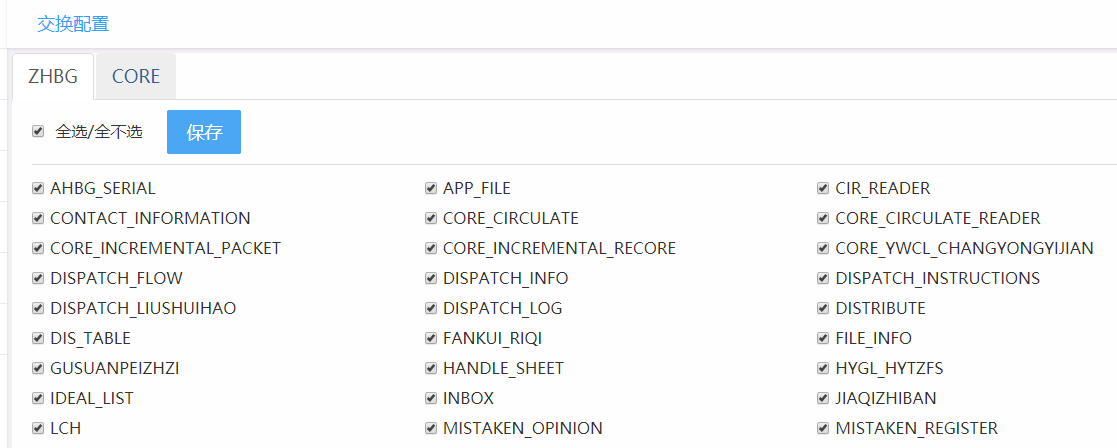 交换配置
ZHBG CORE
全选/全不选 保存
AHBG_SERIAL APP_FILE CIR_READER
CONTACT_INFORMATION CORE_CIRCULATE CORE_CIRCULATE_READER
CORE_INCREMENTAL_PACKET CORE_INCREMENTAL_RECORE CORE_YWCL_CHANGYONGYIJIAN
DISPATCH_FLOW DISPATCH_INFO DISPATCH_INSTRUCTIONS
DISPATCH_LIUSHUIHAO DISPATCH_LOG DISTRIBUTE
DIS_TABLE FANKUI_RIQI FILE_INFO
GUSUANPEIZHZI HANDLE_SHEET HYGL_HYTZFS
IDEAL_LIST INBOX JIAQIZHIBAN
LCH MISTAKEN_OPINION MISTAKEN_REGISTER